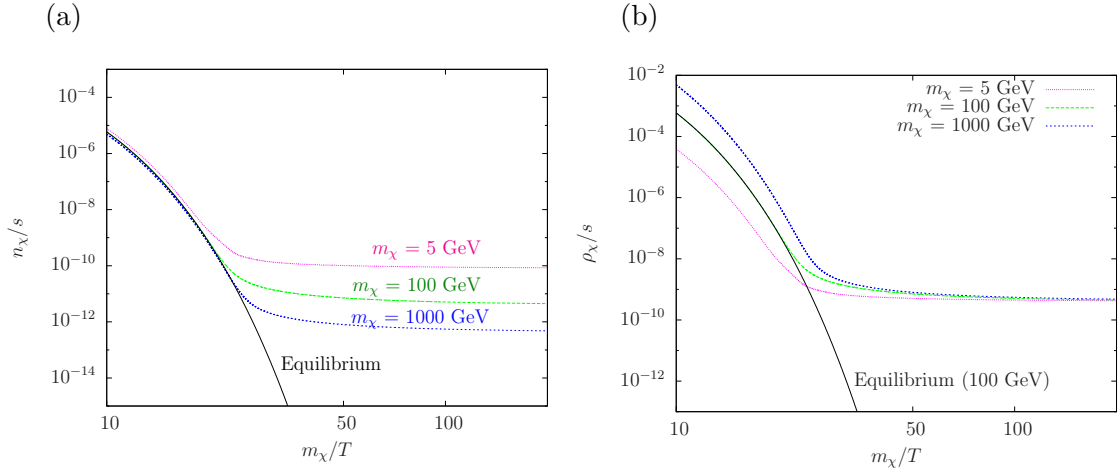 (a)
n_χ/s
10^−4
10^−6
10^−8
10^−10
10^−12
10^−14
m_χ = 5 GeV
m_χ = 100 GeV
m_χ = 1000 GeV
Equilibrium
10 50 100
m_χ/T
(b)
ρ_χ/s
10^−2
10^−4
10^−6
10^−8
10^−10
10^−12
m_χ = 5 GeV
m_χ = 100 GeV
m_χ = 1000 GeV
Equilibrium (100 GeV)
10 50 100
m_χ/T